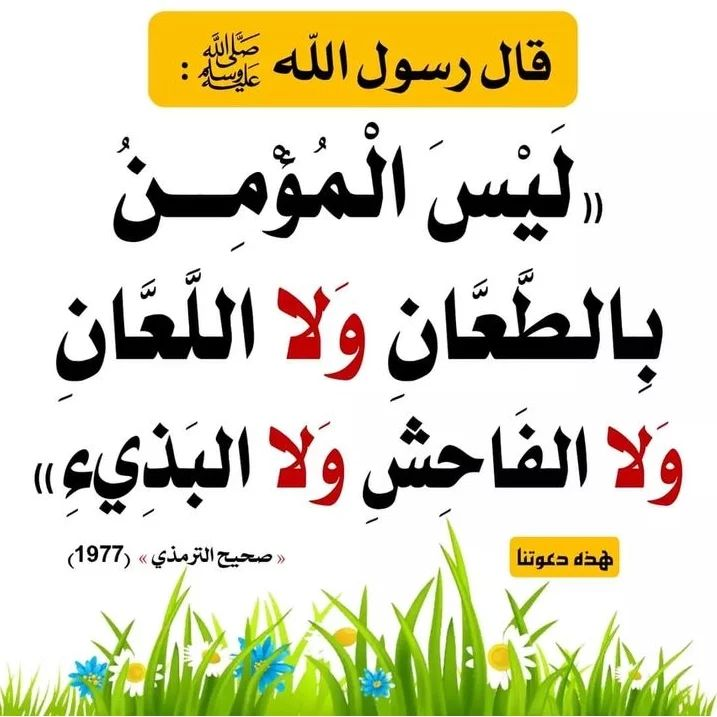 قال رسول الله ﷺ :
«لَيْسَ الْمُؤْمِـنُ
بِالطَّعَّانِ وَلا اللَّعَّانِ
وَلا الفَاحِشِ وَلا البَذِيءِ»
هذه دعوتنا
« صحيح الترمذي » (1977)